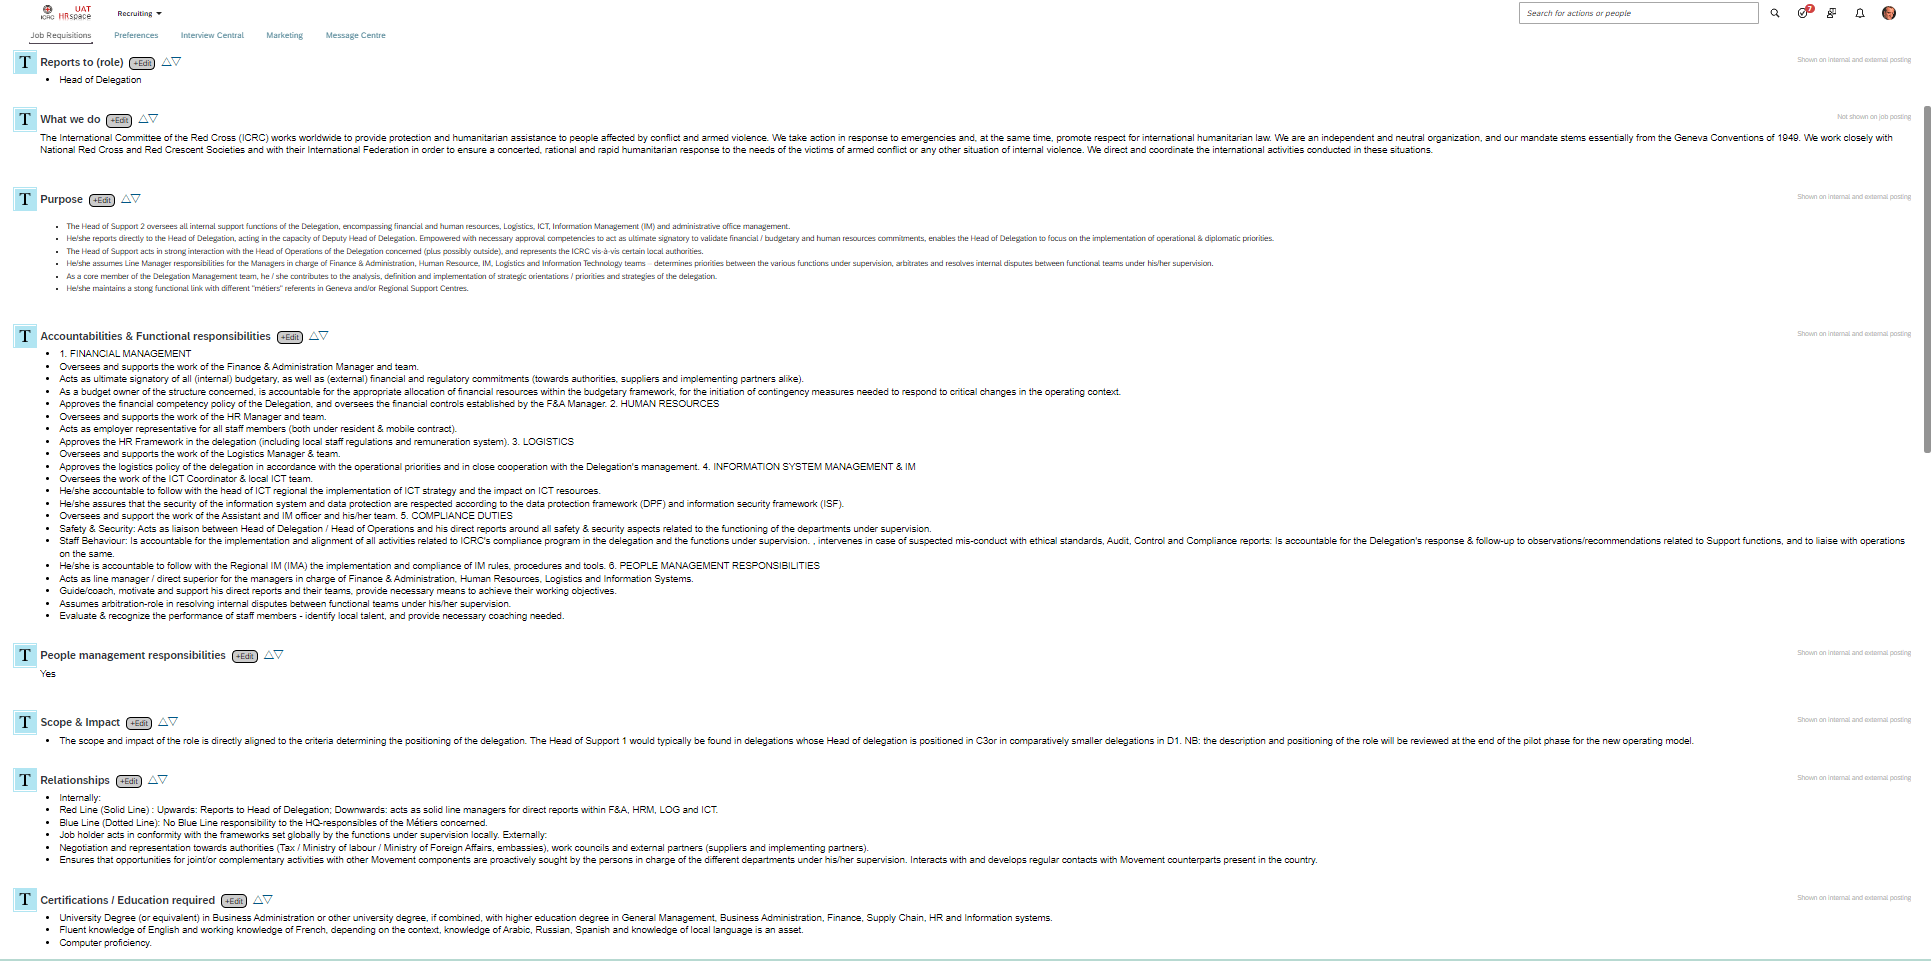 ICRC UAT HRspace Recruiting Search for actions or people 7
Job Requisitions Preferences Interview Central Marketing Message Centre
T Reports to (role) +Edit Shown on internal and external posting
• Head of Delegation
T What we do +Edit Not shown on job posting
The International Committee of the Red Cross (ICRC) works worldwide to provide protection and humanitarian assistance to people affected by conflict and armed violence. We take action in response to emergencies and, at the same time, promote respect for international humanitarian law. We are an independent and neutral organization, and our mandate stems essentially from the Geneva Conventions of 1949. We work closely with
National Red Cross and Red Crescent Societies and with their International Federation in order to ensure a concerted, rational and rapid humanitarian response to the needs of the victims of armed conflict or any other situation of internal violence. We direct and coordinate the international activities conducted in these situations.
T Purpose +Edit Shown on internal and external posting
• The Head of Support 2 oversees all internal support functions of the Delegation, encompassing financial and human resources, Logistics, ICT, Information Management (IM) and administrative office management.
• He/she reports directly to the Head of Delegation, acting in the capacity of Deputy Head of Delegation. Empowered with necessary approval competencies to act as ultimate signatory to validate financial / budgetary and human resources commitments, enables the Head of Delegation to focus on the implementation of operational & diplomatic priorities.
• The Head of Support acts in strong interaction with the Head of Operations of the Delegation concerned (plus possibly outside), and represents the ICRC vis-à-vis certain local authorities.
• He/she assumes Line Manager responsibilities for the Managers in charge of Finance & Administration, Human Resource, IM, Logistics and Information Technology teams – determines priorities between the various functions under supervision, arbitrates and resolves internal disputes between functional teams under his/her supervision.
• As a core member of the Delegation Management team, he / she contributes to the analysis, definition and implementation of strategic orientations / priorities and strategies of the delegation.
• He/she maintains a stong functional link with different "métiers" referents in Geneva and/or Regional Support Centres.
T Accountabilities & Functional responsibilities +Edit Shown on internal and external posting
• 1. FINANCIAL MANAGEMENT
• Oversees and supports the work of the Finance & Administration Manager and team.
• Acts as ultimate signatory of all (internal) budgetary, as well as (external) financial and regulatory commitments (towards authorities, suppliers and implementing partners alike).
• As a budget owner of the structure concerned, is accountable for the appropriate allocation of financial resources within the budgetary framework, for the initiation of contingency measures needed to respond to critical changes in the operating context.
• Approves the financial competency policy of the Delegation, and oversees the financial controls established by the F&A Manager. 2. HUMAN RESOURCES
• Oversees and supports the work of the HR Manager and team.
• Acts as employer representative for all staff members (both under resident & mobile contract).
• Approves the HR Framework in the delegation (including local staff regulations and remuneration system). 3. LOGISTICS
• Oversees and supports the work of the Logistics Manager & team.
• Approves the logistics policy of the delegation in accordance with the operational priorities and in close cooperation with the Delegation's management. 4. INFORMATION SYSTEM MANAGEMENT & IM
• Oversees the work of the ICT Coordinator & local ICT team.
• He/she accountable to follow with the head of ICT regional the implementation of ICT strategy and the impact on ICT resources.
• He/she assures that the security of the information system and data protection are respected according to the data protection framework (DPF) and information security framework (ISF).
• Oversees and support the work of the Assistant and IM officer and his/her team. 5. COMPLIANCE DUTIES
• Safety & Security: Acts as liaison between Head of Delegation / Head of Operations and his direct reports around all safety & security aspects related to the functioning of the departments under supervision.
• Staff Behaviour: Is accountable for the implementation and alignment of all activities related to ICRC's compliance program in the delegation and the functions under supervision. , intervenes in case of suspected mis-conduct with ethical standards, Audit, Control and Compliance reports: Is accountable for the Delegation's response & follow-up to observations/recommendations related to Support functions, and to liaise with operations
on the same.
• He/she is accountable to follow with the Regional IM (IMA) the implementation and compliance of IM rules, procedures and tools. 6. PEOPLE MANAGEMENT RESPONSIBILITIES
• Acts as line manager / direct superior for the managers in charge of Finance & Administration, Human Resources, Logistics and Information Systems.
• Guide/coach, motivate and support his direct reports and their teams, provide necessary means to achieve their working objectives.
• Assumes arbitration-role in resolving internal disputes between functional teams under his/her supervision.
• Evaluate & recognize the performance of staff members - identify local talent, and provide necessary coaching needed.
T People management responsibilities +Edit Shown on internal and external posting
Yes
T Scope & Impact +Edit Shown on internal and external posting
• The scope and impact of the role is directly aligned to the criteria determining the positioning of the delegation. The Head of Support 1 would typically be found in delegations whose Head of delegation is positioned in C3or in comparatively smaller delegations in D1. NB: the description and positioning of the role will be reviewed at the end of the pilot phase for the new operating model.
T Relationships +Edit Shown on internal and external posting
• Internally:
• Red Line (Solid Line) : Upwards: Reports to Head of Delegation; Downwards: acts as solid line managers for direct reports within F&A, HRM, LOG and ICT.
• Blue Line (Dotted Line): No Blue Line responsibility to the HQ-responsibles of the Métiers concerned.
• Job holder acts in conformity with the frameworks set globally by the functions under supervision locally. Externally:
• Negotiation and representation towards authorities (Tax / Ministry of labour / Ministry of Foreign Affairs, embassies), work councils and external partners (suppliers and implementing partners).
• Ensures that opportunities for joint/or complementary activities with other Movement components are proactively sought by the persons in charge of the different departments under his/her supervision. Interacts with and develops regular contacts with Movement counterparts present in the country.
T Certifications / Education required +Edit Shown on internal and external posting
• University Degree (or equivalent) in Business Administration or other university degree, if combined, with higher education degree in General Management, Business Administration, Finance, Supply Chain, HR and Information systems.
• Fluent knowledge of English and working knowledge of French, depending on the context, knowledge of Arabic, Russian, Spanish and knowledge of local language is an asset.
• Computer proficiency.